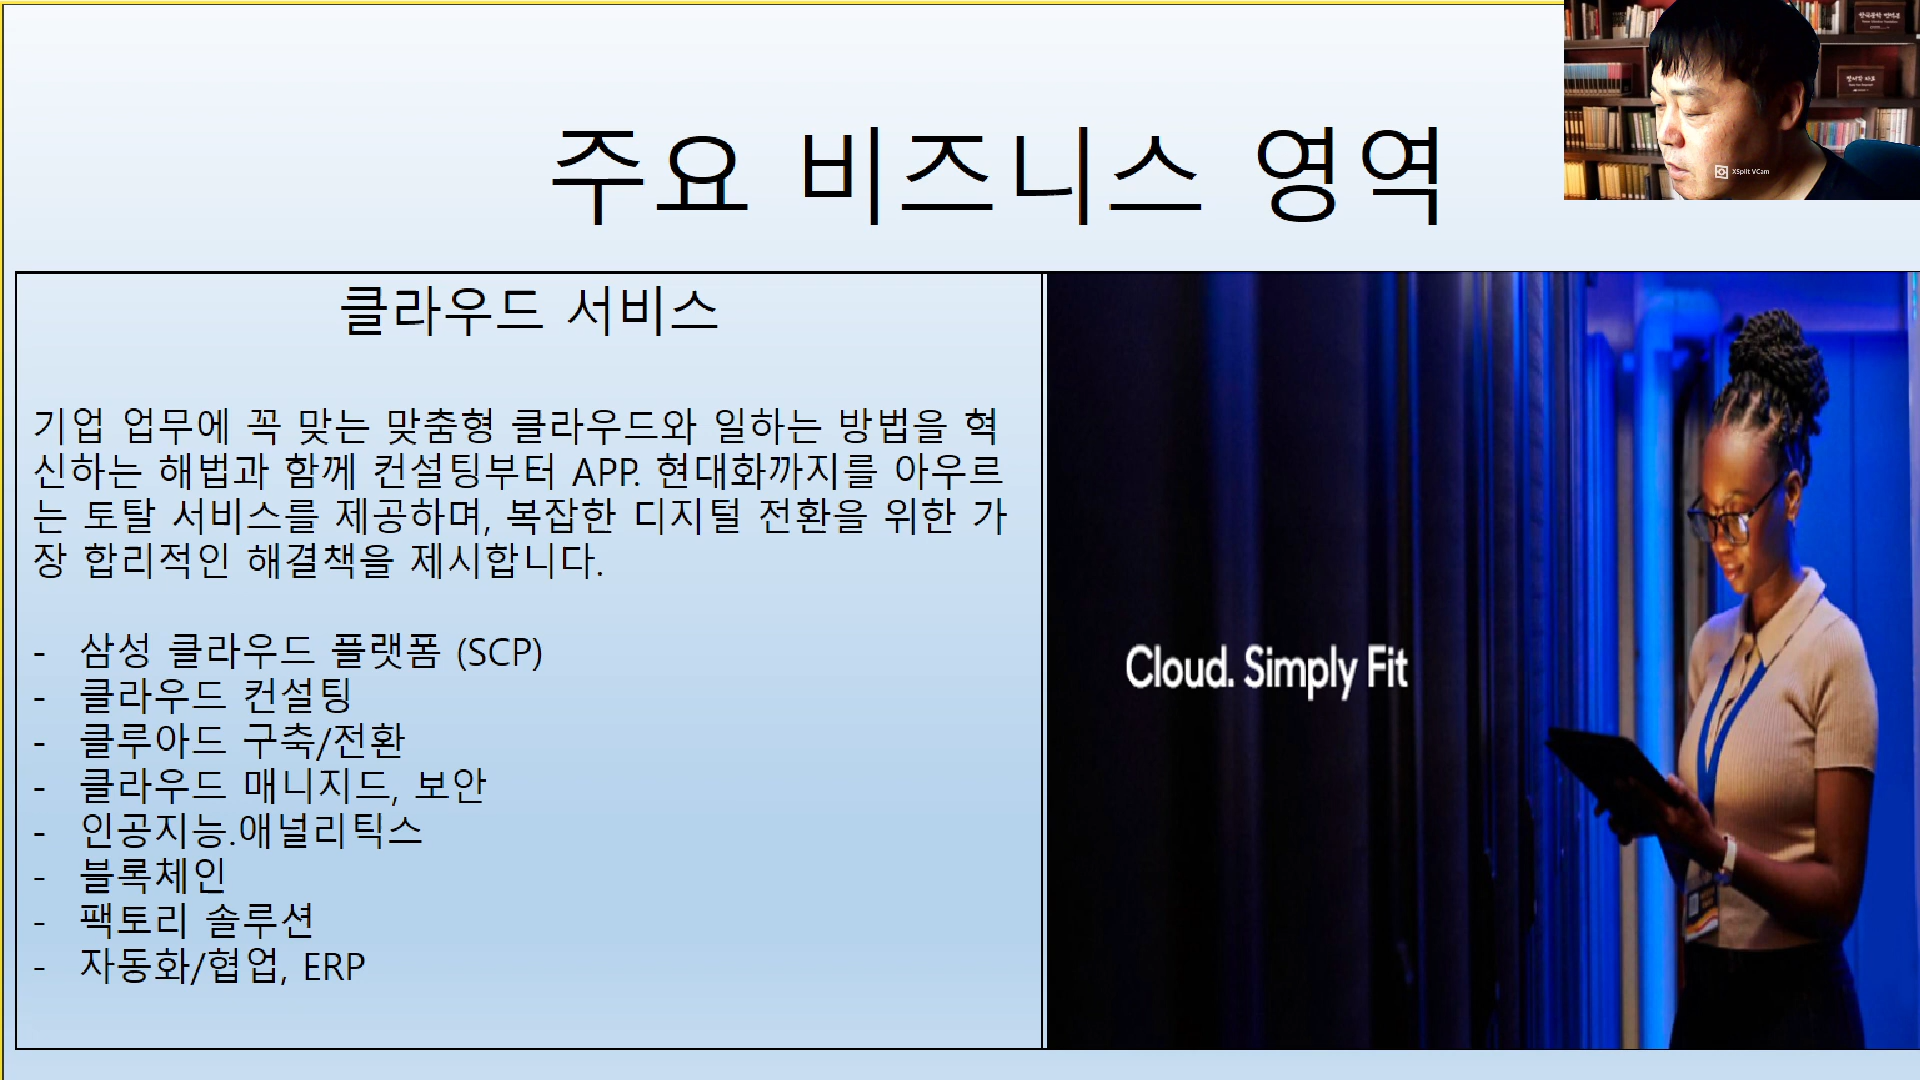 주요 비즈니스 영역
클라우드 서비스
기업 업무에 꼭 맞는 맞춤형 클라우드와 일하는 방법을 혁
신하는 해법과 함께 컨설팅부터 APP. 현대화까지를 아우르
는 토탈 서비스를 제공하며, 복잡한 디지털 전환을 위한 가
장 합리적인 해결책을 제시합니다.
- 삼성 클라우드 플랫폼 (SCP)
- 클라우드 컨설팅
- 클루아드 구축/전환
- 클라우드 매니지드, 보안
- 인공지능.애널리틱스
- 블록체인
- 팩토리 솔루션
- 자동화/협업, ERP
Cloud. Simply Fit
XSplit VCam